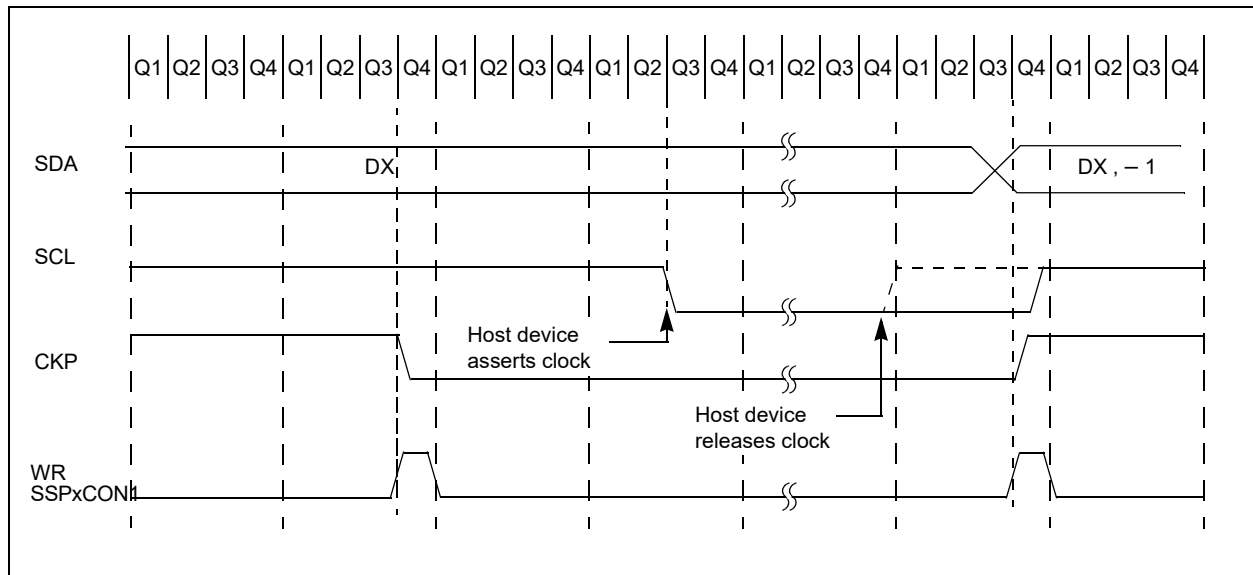 Q1 Q2 Q3 Q4 Q1 Q2 Q3 Q4 Q1 Q2 Q3 Q4 Q1 Q2 Q3 Q4 Q1 Q2 Q3 Q4 Q1 Q2 Q3 Q4 Q1 Q2 Q3 Q4
SDA
DX
DX , – 1
SCL
Host device
asserts clock
CKP
Host device
releases clock
WR
SSPxCON1